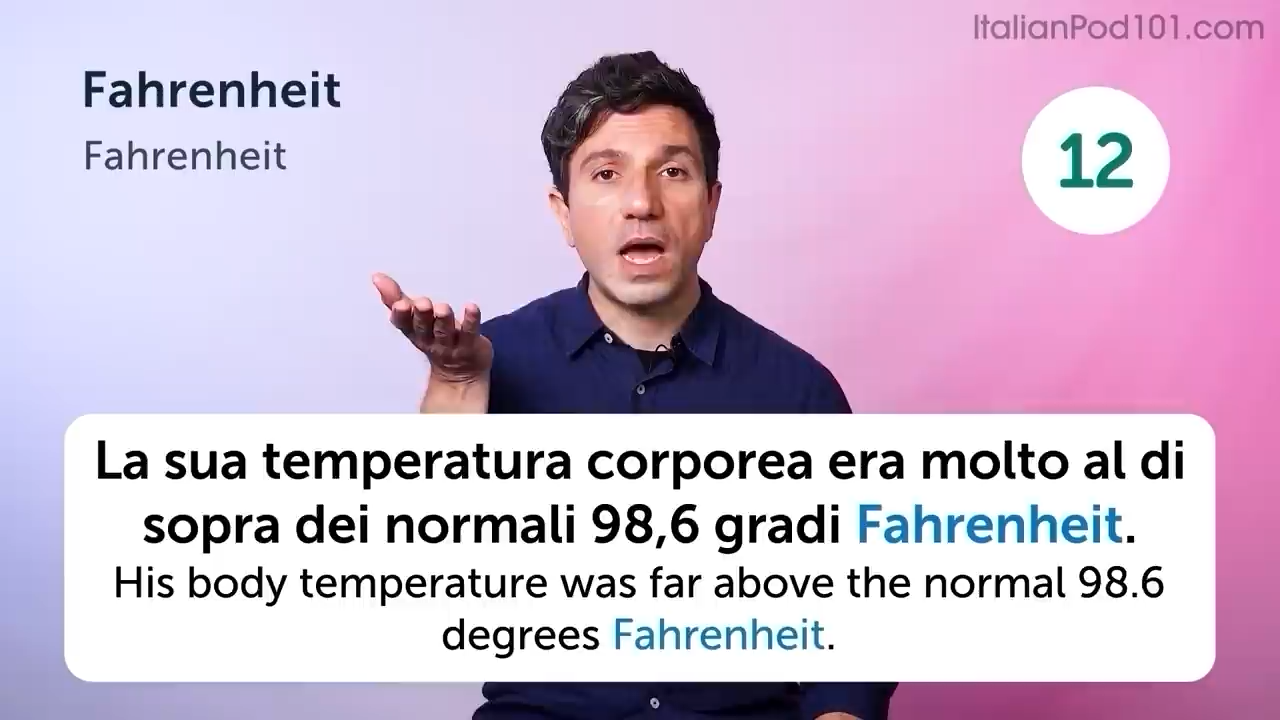 ItalianPod101.com
Fahrenheit
Fahrenheit
12
La sua temperatura corporea era molto al di
sopra dei normali 98,6 gradi Fahrenheit.
His body temperature was far above the normal 98.6
degrees Fahrenheit.